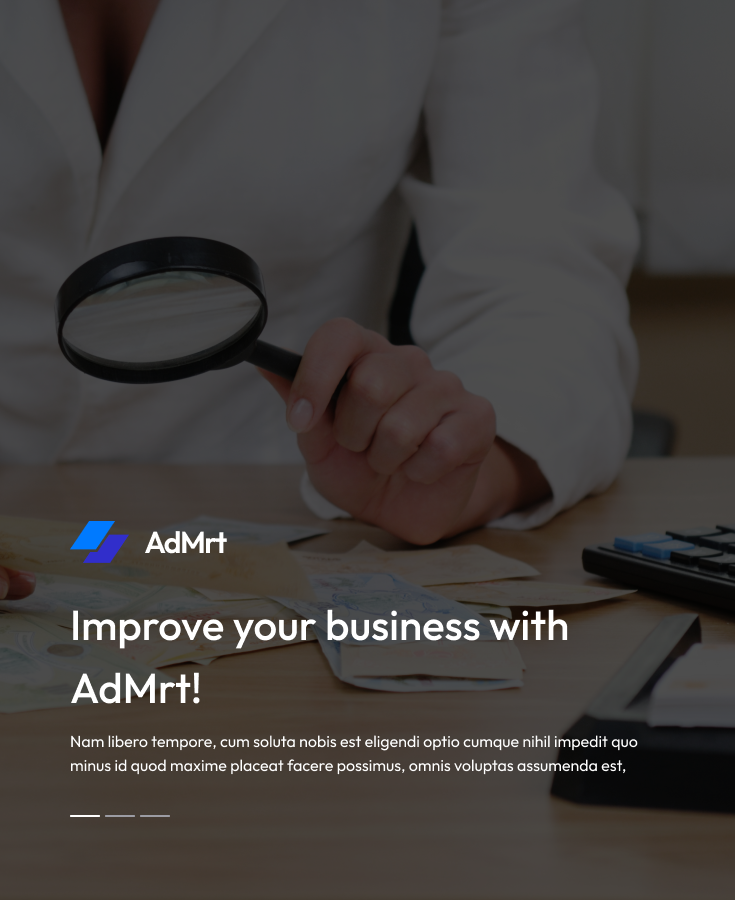 AdMrt
Improve your business with
AdMrt!
Nam libero tempore, cum soluta nobis est eligendi optio cumque nihil impedit quo
minus id quod maxime placeat facere possimus, omnis voluptas assumenda est,